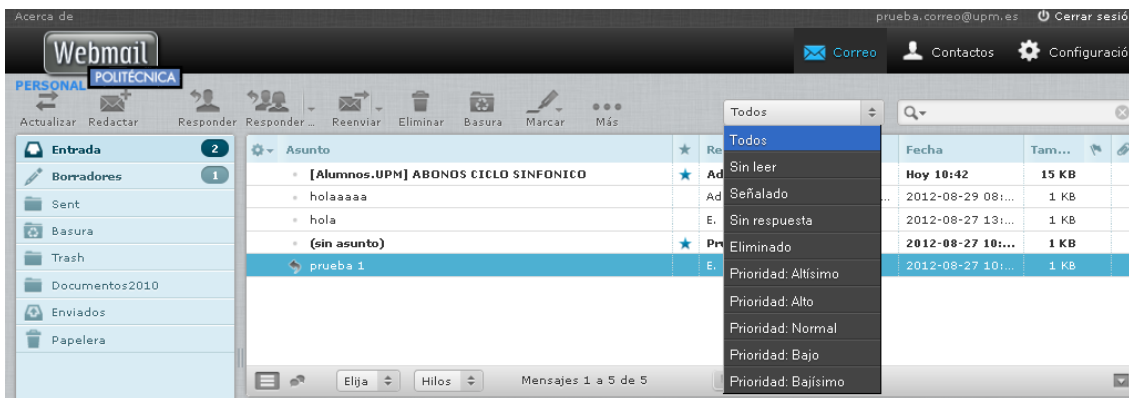 Acerca de prueba.correo@upm.es Cerrar sesió
Webmail
POLITÉCNICA
PERSONAL
Correo Contactos Configuració
Actualizar Redactar Responder Responder ... Reenviar Eliminar Basura Marcar Más
Todos
Entrada 2
Borradores 1
Sent
Basura
Trash
Documentos2010
Enviados
Papelera
Asunto Re Fecha Tam...
[Alumnos.UPM] ABONOS CICLO SINFONICO Ad Hoy 10:42 15 KB
holaaaaa Ad ... 2012-08-29 08:... 1 KB
hola E. 2012-08-27 13:... 1 KB
(sin asunto) Pr 2012-08-27 10:... 1 KB
prueba 1 E. 2012-08-27 10:... 1 KB
Todos
Sin leer
Señalado
Sin respuesta
Eliminado
Prioridad: Altísimo
Prioridad: Alto
Prioridad: Normal
Prioridad: Bajo
Prioridad: Bajísimo
Elija Hilos Mensajes 1 a 5 de 5